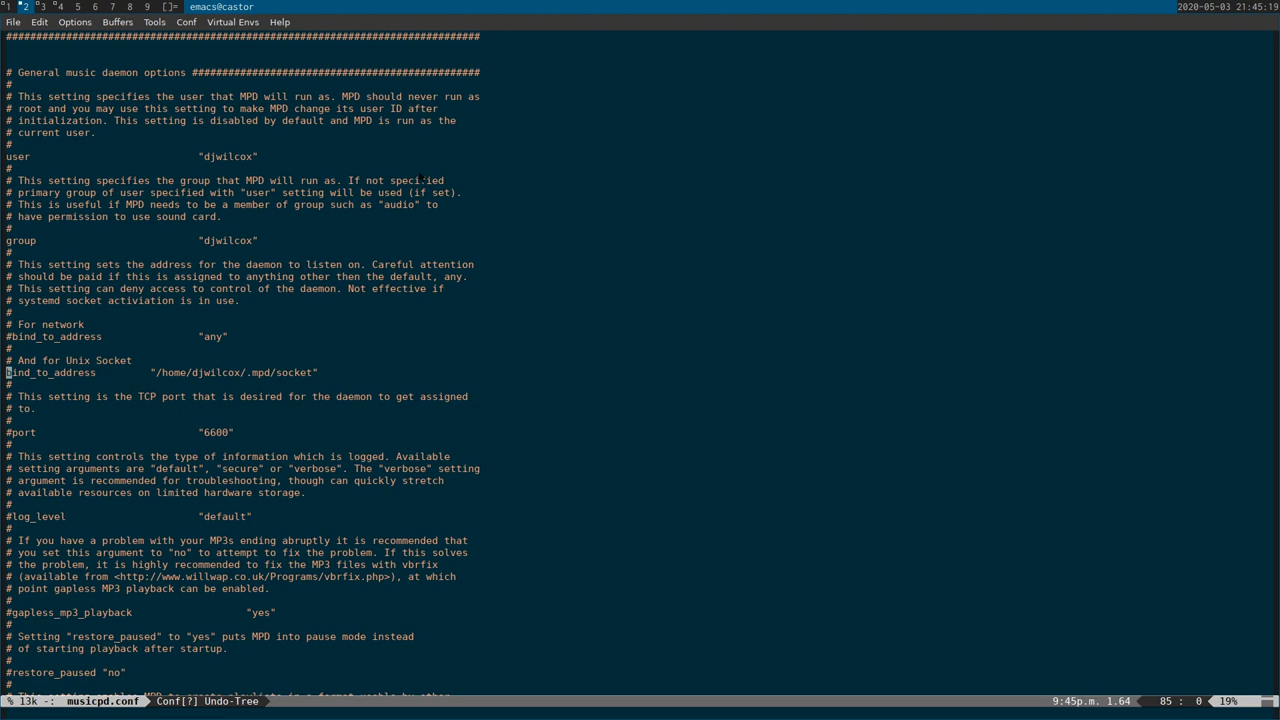 1 2 3 4 5 6 7 8 9 []= emacs@castor 2020-05-03 21:45:19
File Edit Options Buffers Tools Conf Virtual Envs Help
###############################################################################
# General music daemon options ################################################
#
# This setting specifies the user that MPD will run as. MPD should never run as
# root and you may use this setting to make MPD change its user ID after
# initialization. This setting is disabled by default and MPD is run as the
# current user.
#
user "djwilcox"
#
# This setting specifies the group that MPD will run as. If not specified
# primary group of user specified with "user" setting will be used (if set).
# This is useful if MPD needs to be a member of group such as "audio" to
# have permission to use sound card.
#
group "djwilcox"
#
# This setting sets the address for the daemon to listen on. Careful attention
# should be paid if this is assigned to anything other then the default, any.
# This setting can deny access to control of the daemon. Not effective if
# systemd socket activiation is in use.
#
# For network
#bind_to_address "any"
#
# And for Unix Socket
bind_to_address "/home/djwilcox/.mpd/socket"
#
# This setting is the TCP port that is desired for the daemon to get assigned
# to.
#
#port "6600"
#
# This setting controls the type of information which is logged. Available
# setting arguments are "default", "secure" or "verbose". The "verbose" setting
# argument is recommended for troubleshooting, though can quickly stretch
# available resources on limited hardware storage.
#
#log_level "default"
#
# If you have a problem with your MP3s ending abruptly it is recommended that
# you set this argument to "no" to attempt to fix the problem. If this solves
# the problem, it is highly recommended to fix the MP3 files with vbrfix
# (available from <http://www.willwap.co.uk/Programs/vbrfix.php>), at which
# point gapless MP3 playback can be enabled.
#
#gapless_mp3_playback "yes"
#
# Setting "restore_paused" to "yes" puts MPD into pause mode instead
# of starting playback after startup.
#
#restore_paused "no"
#
# This setting enables MPD to create playlists in a format usable by other
% 13k -: musicpd.conf Conf[?] Undo-Tree 9:45p.m. 1.64 85 : 0 19%